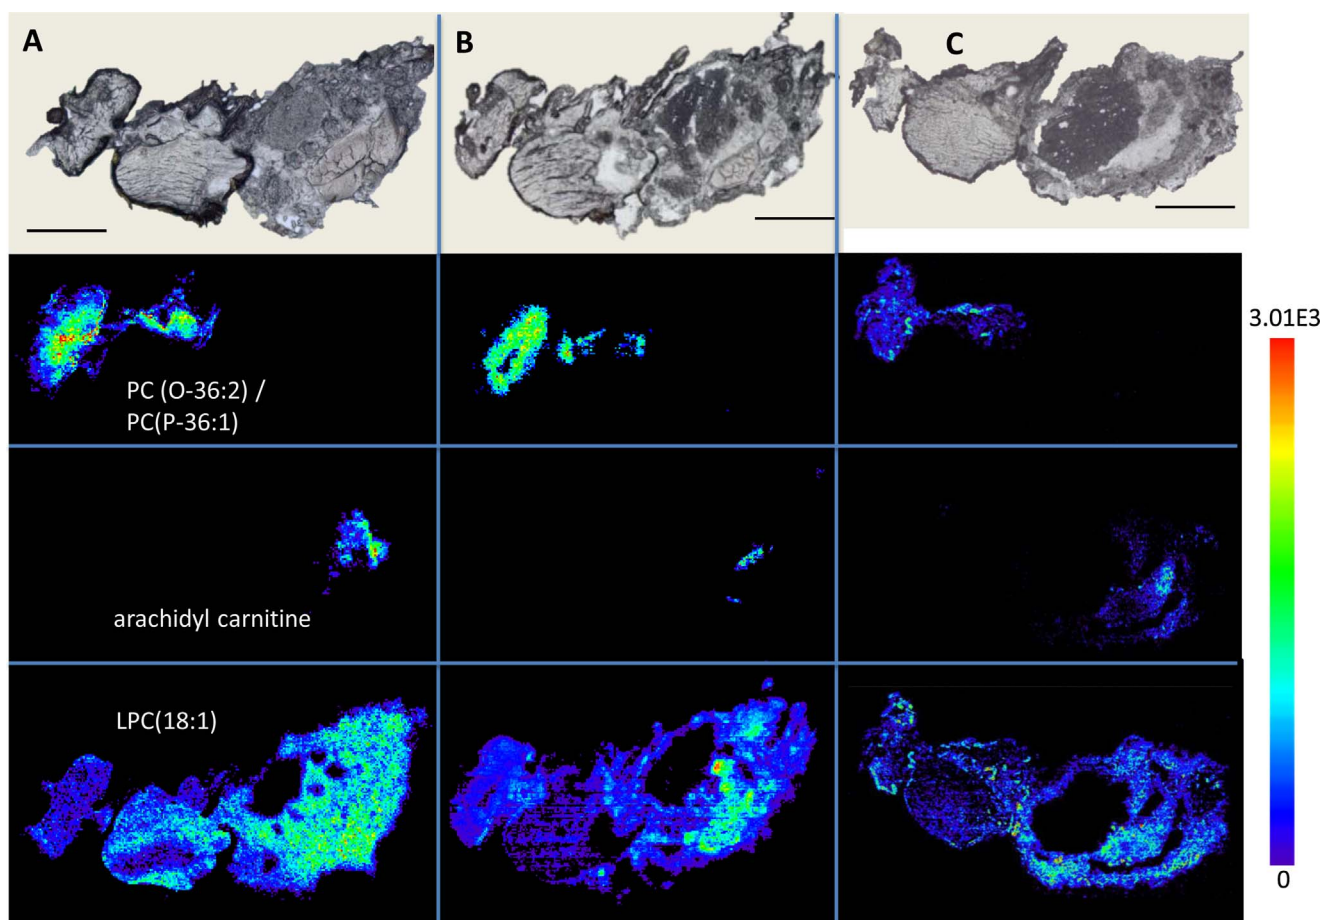 A
B
C
3.01E3
PC (O-36:2) /
PC(P-36:1)
arachidyl carnitine
LPC(18:1)
0